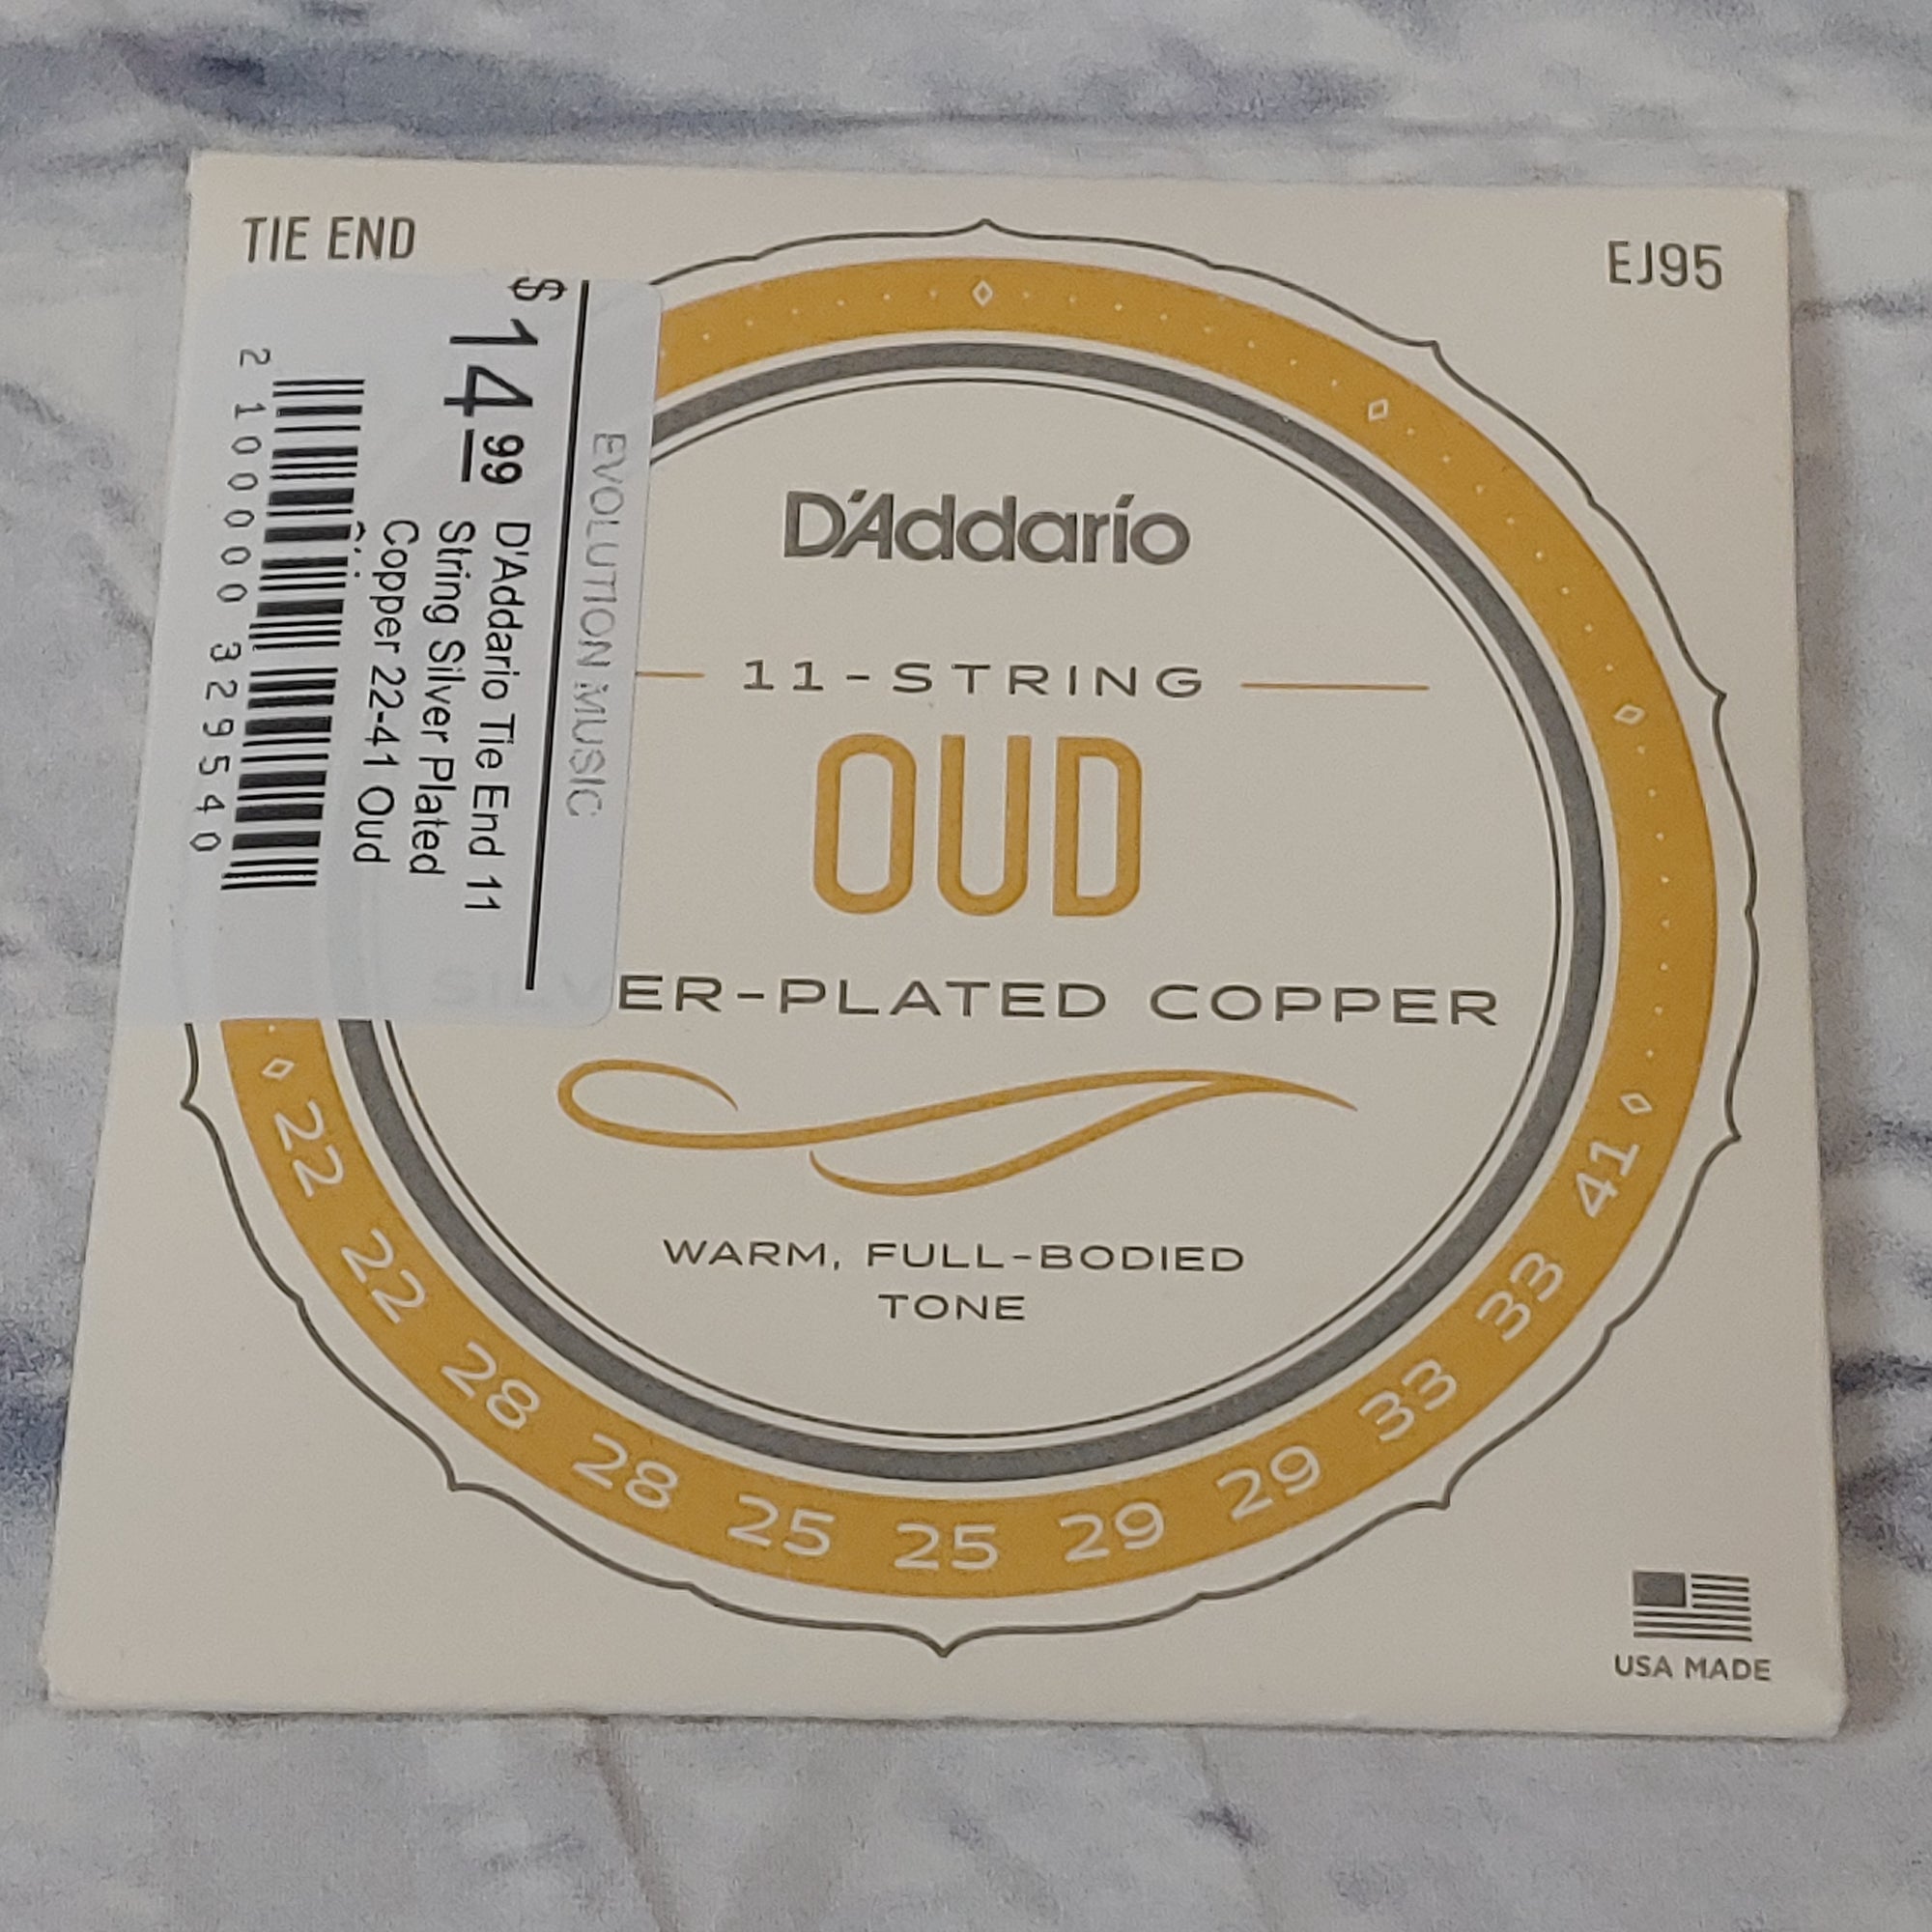 TIE END
EJ95
EVOLUTION MUSIC
$14.99
D'Addario Tie End 11
String Silver Plated
Copper 22-41 Oud
2 100000 329540
D'Addario
11-STRING
OUD
SILVER-PLATED COPPER
WARM, FULL-BODIED
TONE
22 22 28 28 25 25 29 29 33 33 41
USA MADE